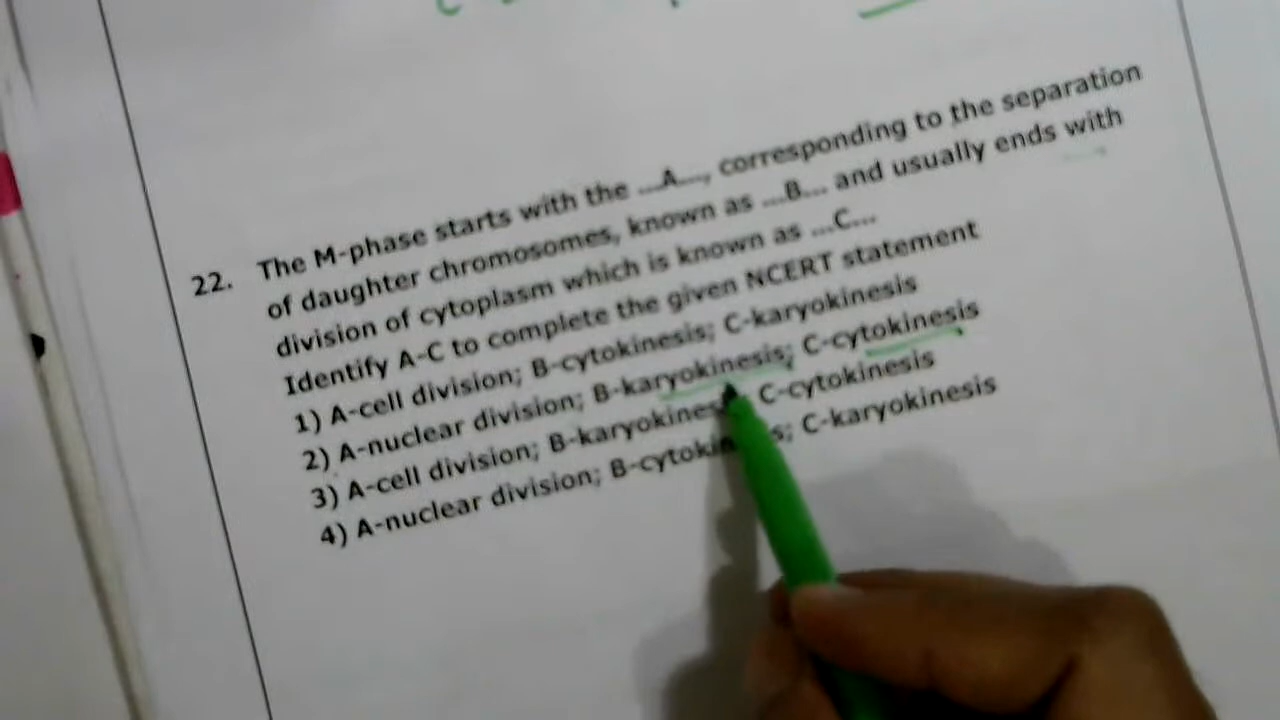 22. The M-phase starts with the ...A..., corresponding to the separation
of daughter chromosomes, known as ...B... and usually ends with
division of cytoplasm which is known as ...C...
Identify A-C to complete the given NCERT statement
1) A-cell division; B-cytokinesis; C-karyokinesis
2) A-nuclear division; B-karyokinesis; C-cytokinesis
3) A-cell division; C-cytokinesis
4) A-nuclear division; C-karyokinesis